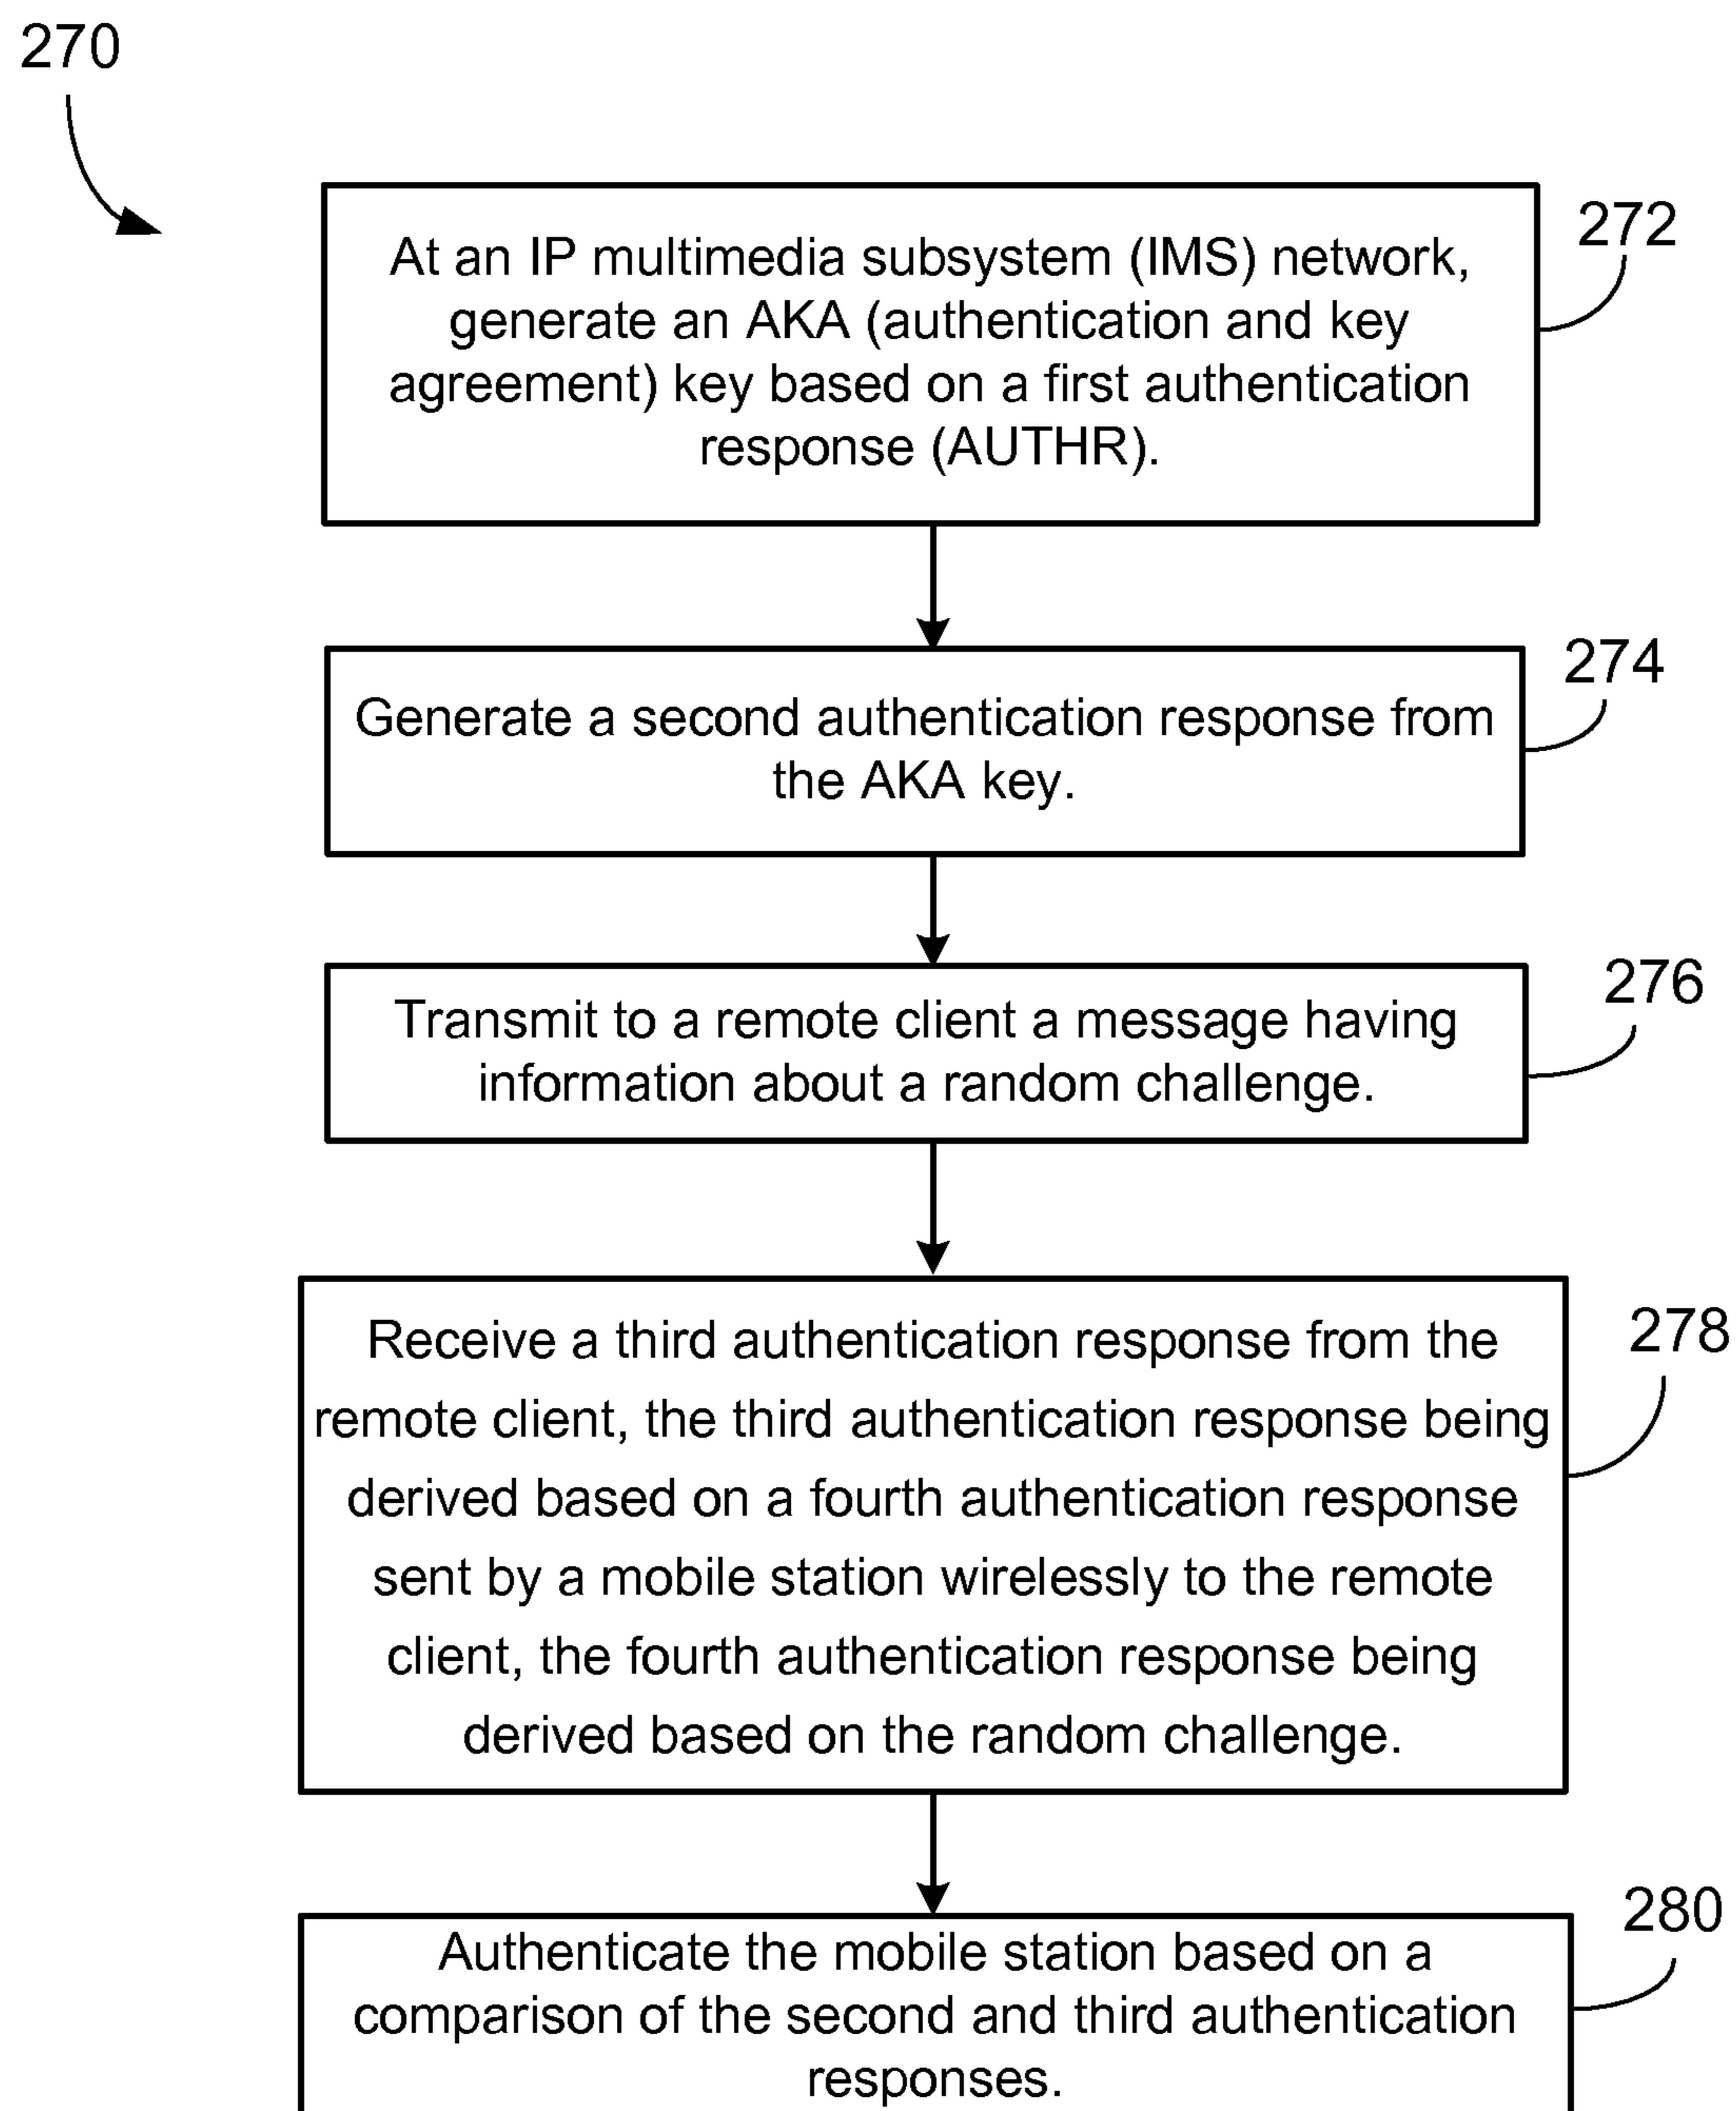 270
At an IP multimedia subsystem (IMS) network,
generate an AKA (authentication and key
agreement) key based on a first authentication
response (AUTHR).
272
Generate a second authentication response from
the AKA key.
274
Transmit to a remote client a message having
information about a random challenge.
276
Receive a third authentication response from the
remote client, the third authentication response being
derived based on a fourth authentication response
sent by a mobile station wirelessly to the remote
client, the fourth authentication response being
derived based on the random challenge.
278
Authenticate the mobile station based on a
comparison of the second and third authentication
responses.
280